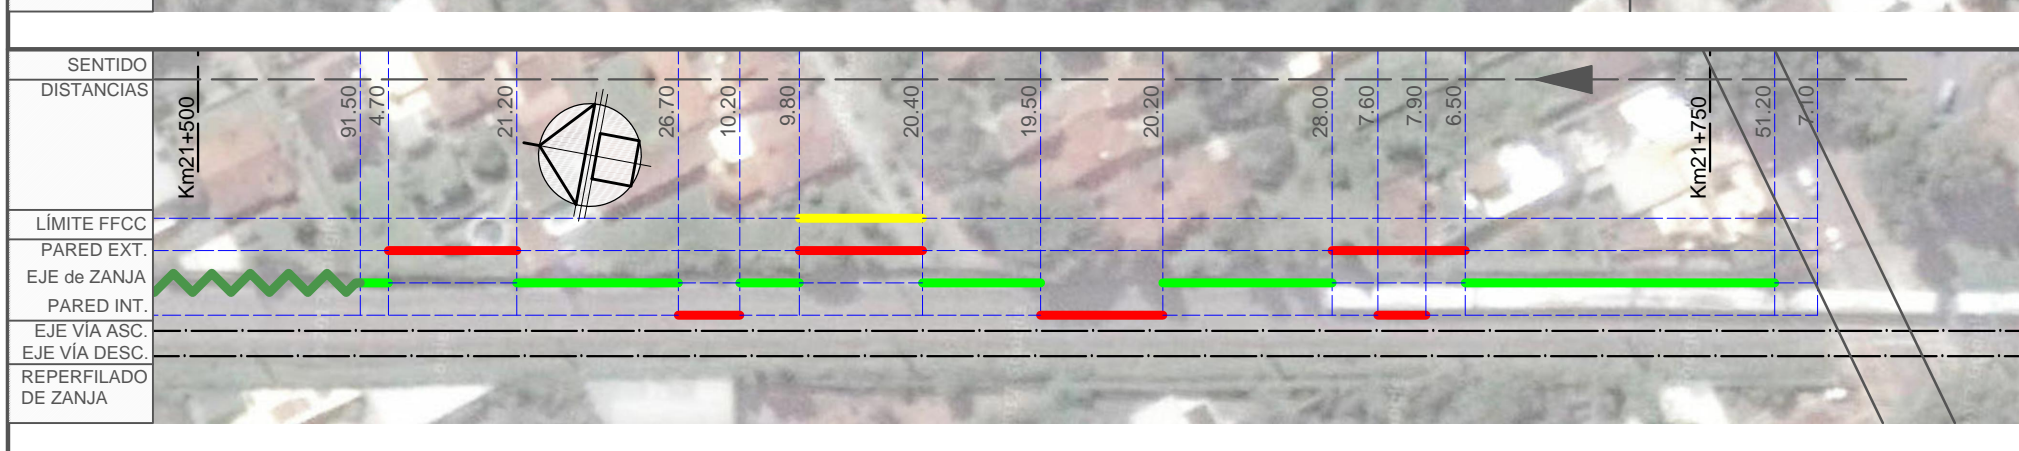 SENTIDO
DISTANCIAS
LÍMITE FFCC
PARED EXT.
EJE de ZANJA
PARED INT.
EJE VÍA ASC.
EJE VÍA DESC.
REPERFILADO
DE ZANJA
Km21+500
91.50
4.70
21.20
26.70
10.20
9.80
20.40
19.50
20.20
28.00
7.60
7.90
6.50
Km21+750
51.20
7.10